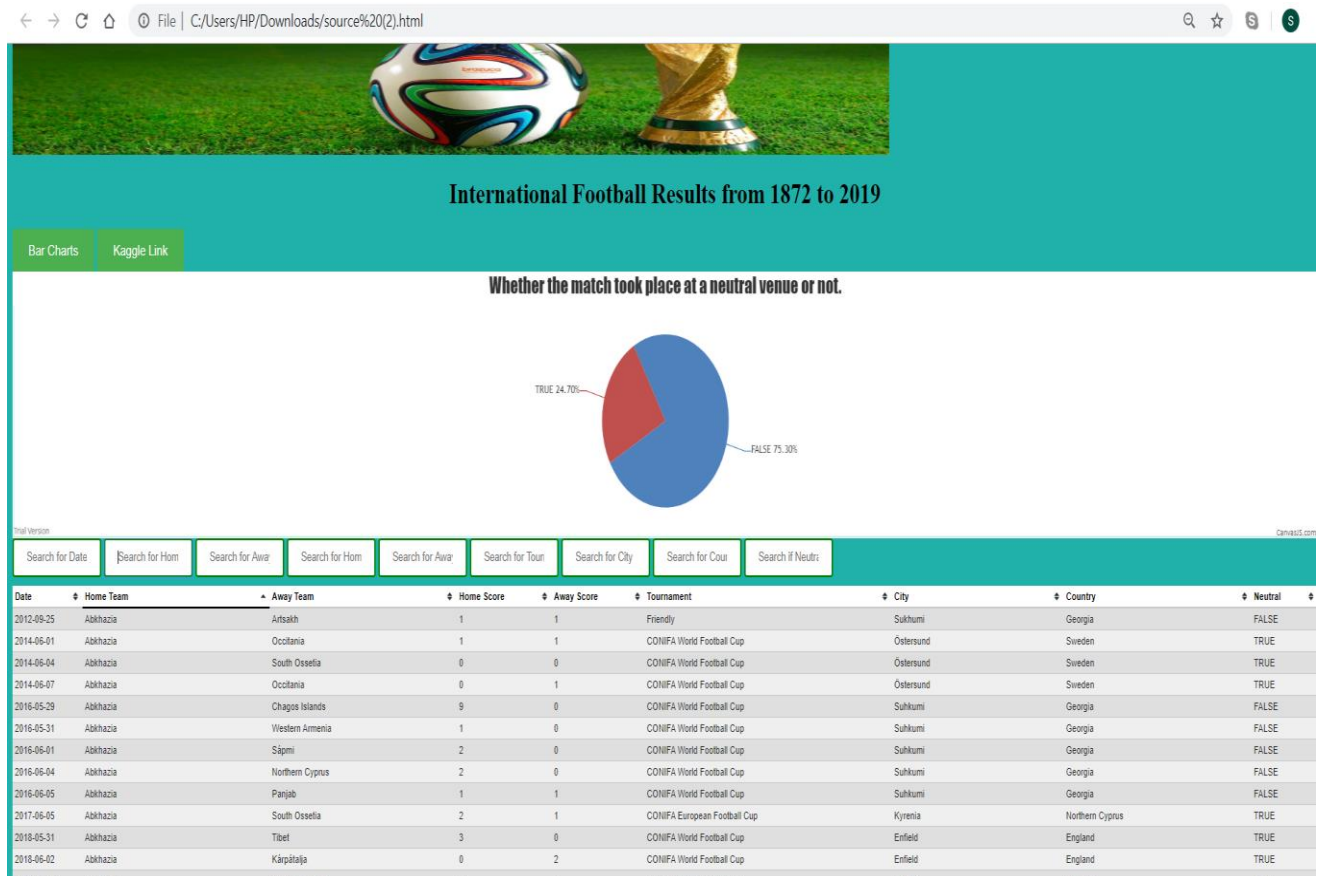 File | C:/Users/HP/Downloads/source%20(2).html
S
S
International Football Results from 1872 to 2019
Bar Charts Kaggle Link
Whether the match took place at a neutral venue or not.
TRUE 24.70%
FALSE 75.30%
Trial Version CanvasJS.com
Search for Date Search for Hom Search for Awa Search for Hom Search for Awa Search for Tourn Search for City Search for Coun Search if Neutra
Date Home Team Away Team Home Score Away Score Tournament City Country Neutral
2012-09-25 Abkhazia Artsakh 1 1 Friendly Sukhumi Georgia FALSE
2014-06-01 Abkhazia Occitania 1 1 CONIFA World Football Cup Östersund Sweden TRUE
2014-06-04 Abkhazia South Ossetia 0 0 CONIFA World Football Cup Östersund Sweden TRUE
2014-06-07 Abkhazia Occitania 0 1 CONIFA World Football Cup Östersund Sweden TRUE
2016-05-29 Abkhazia Chagos Islands 9 0 CONIFA World Football Cup Suhkumi Georgia FALSE
2016-05-31 Abkhazia Western Armenia 1 0 CONIFA World Football Cup Suhkumi Georgia FALSE
2016-06-01 Abkhazia Sápmi 2 0 CONIFA World Football Cup Suhkumi Georgia FALSE
2016-06-04 Abkhazia Northern Cyprus 2 0 CONIFA World Football Cup Suhkumi Georgia FALSE
2016-06-05 Abkhazia Panjab 1 1 CONIFA World Football Cup Suhkumi Georgia FALSE
2017-06-05 Abkhazia South Ossetia 2 1 CONIFA European Football Cup Kyrenia Northern Cyprus TRUE
2018-05-31 Abkhazia Tibet 3 0 CONIFA World Football Cup Enfield England TRUE
2018-06-02 Abkhazia Kárpátalja 0 2 CONIFA World Football Cup Enfield England TRUE